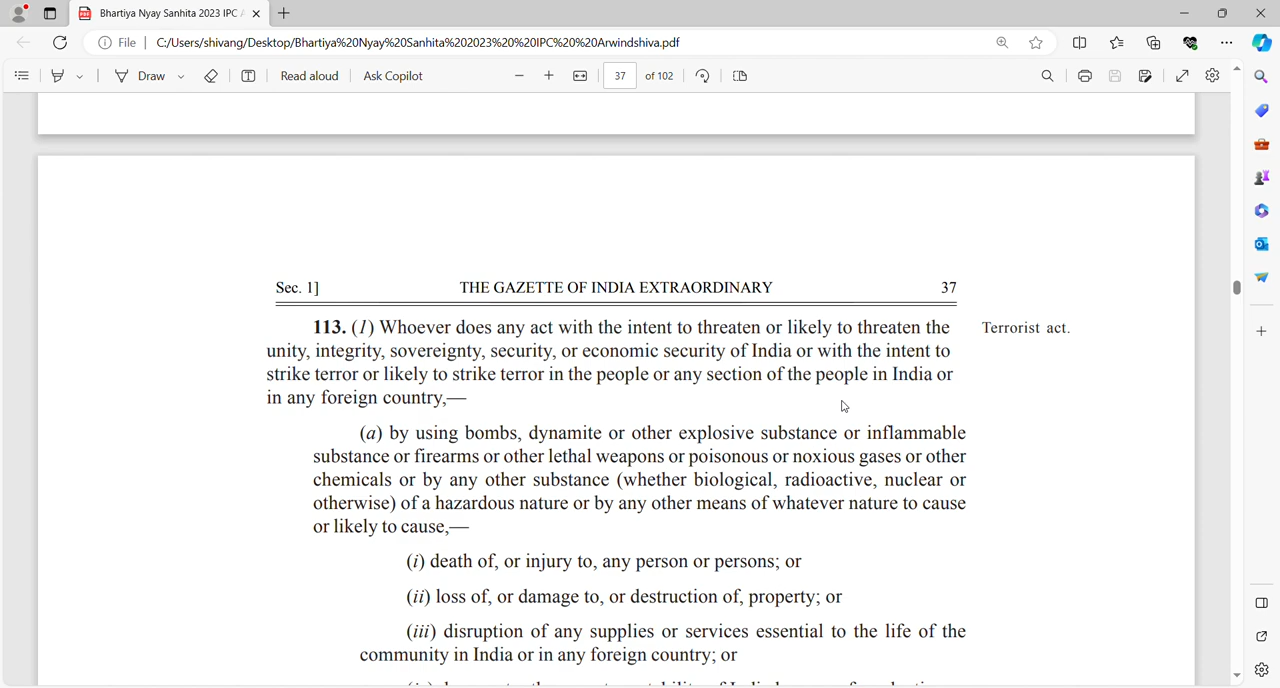 Bhartiya Nyay Sanhita 2023 IPC
File C:/Users/shivang/Desktop/Bhartiya%20Nyay%20Sanhita%202023%20%20IPC%20%20Arwindshiva.pdf
Draw Read aloud Ask Copilot 37 of 102
Sec. 1] THE GAZETTE OF INDIA EXTRAORDINARY 37
113. (1) Whoever does any act with the intent to threaten or likely to threaten the Terrorist act.
unity, integrity, sovereignty, security, or economic security of India or with the intent to
strike terror or likely to strike terror in the people or any section of the people in India or
in any foreign country,—
(a) by using bombs, dynamite or other explosive substance or inflammable
substance or firearms or other lethal weapons or poisonous or noxious gases or other
chemicals or by any other substance (whether biological, radioactive, nuclear or
otherwise) of a hazardous nature or by any other means of whatever nature to cause
or likely to cause,—
(i) death of, or injury to, any person or persons; or
(ii) loss of, or damage to, or destruction of, property; or
(iii) disruption of any supplies or services essential to the life of the
community in India or in any foreign country; or